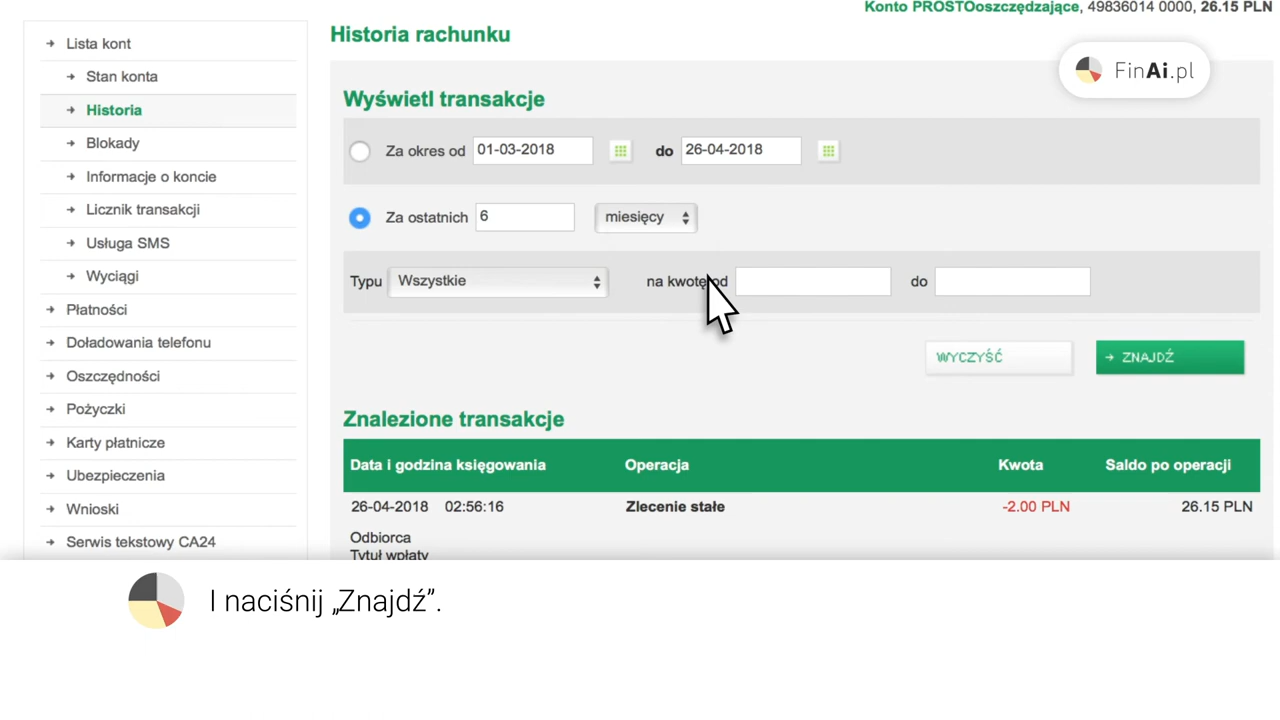 Konto PROSTOoszczędzające, 49836014 0000, 26.15 PLN
Lista kont
Stan konta
Historia
Blokady
Informacje o koncie
Licznik transakcji
Usługa SMS
Wyciągi
Płatności
Doładowania telefonu
Oszczędności
Pożyczki
Karty płatnicze
Ubezpieczenia
Wnioski
Serwis tekstowy CA24
Historia rachunku
FinAi.pl
Wyświetl transakcje
Za okres od 01-03-2018 do 26-04-2018
Za ostatnich 6 miesięcy
Typu Wszystkie na kwotę od do
WYCZYŚĆ ZNAJDŹ
Znalezione transakcje
Data i godzina księgowania Operacja Kwota Saldo po operacji
26-04-2018 02:56:16 Zlecenie stałe -2.00 PLN 26.15 PLN
Odbiorca
Tytuł wpłaty
I naciśnij „Znajdź”.